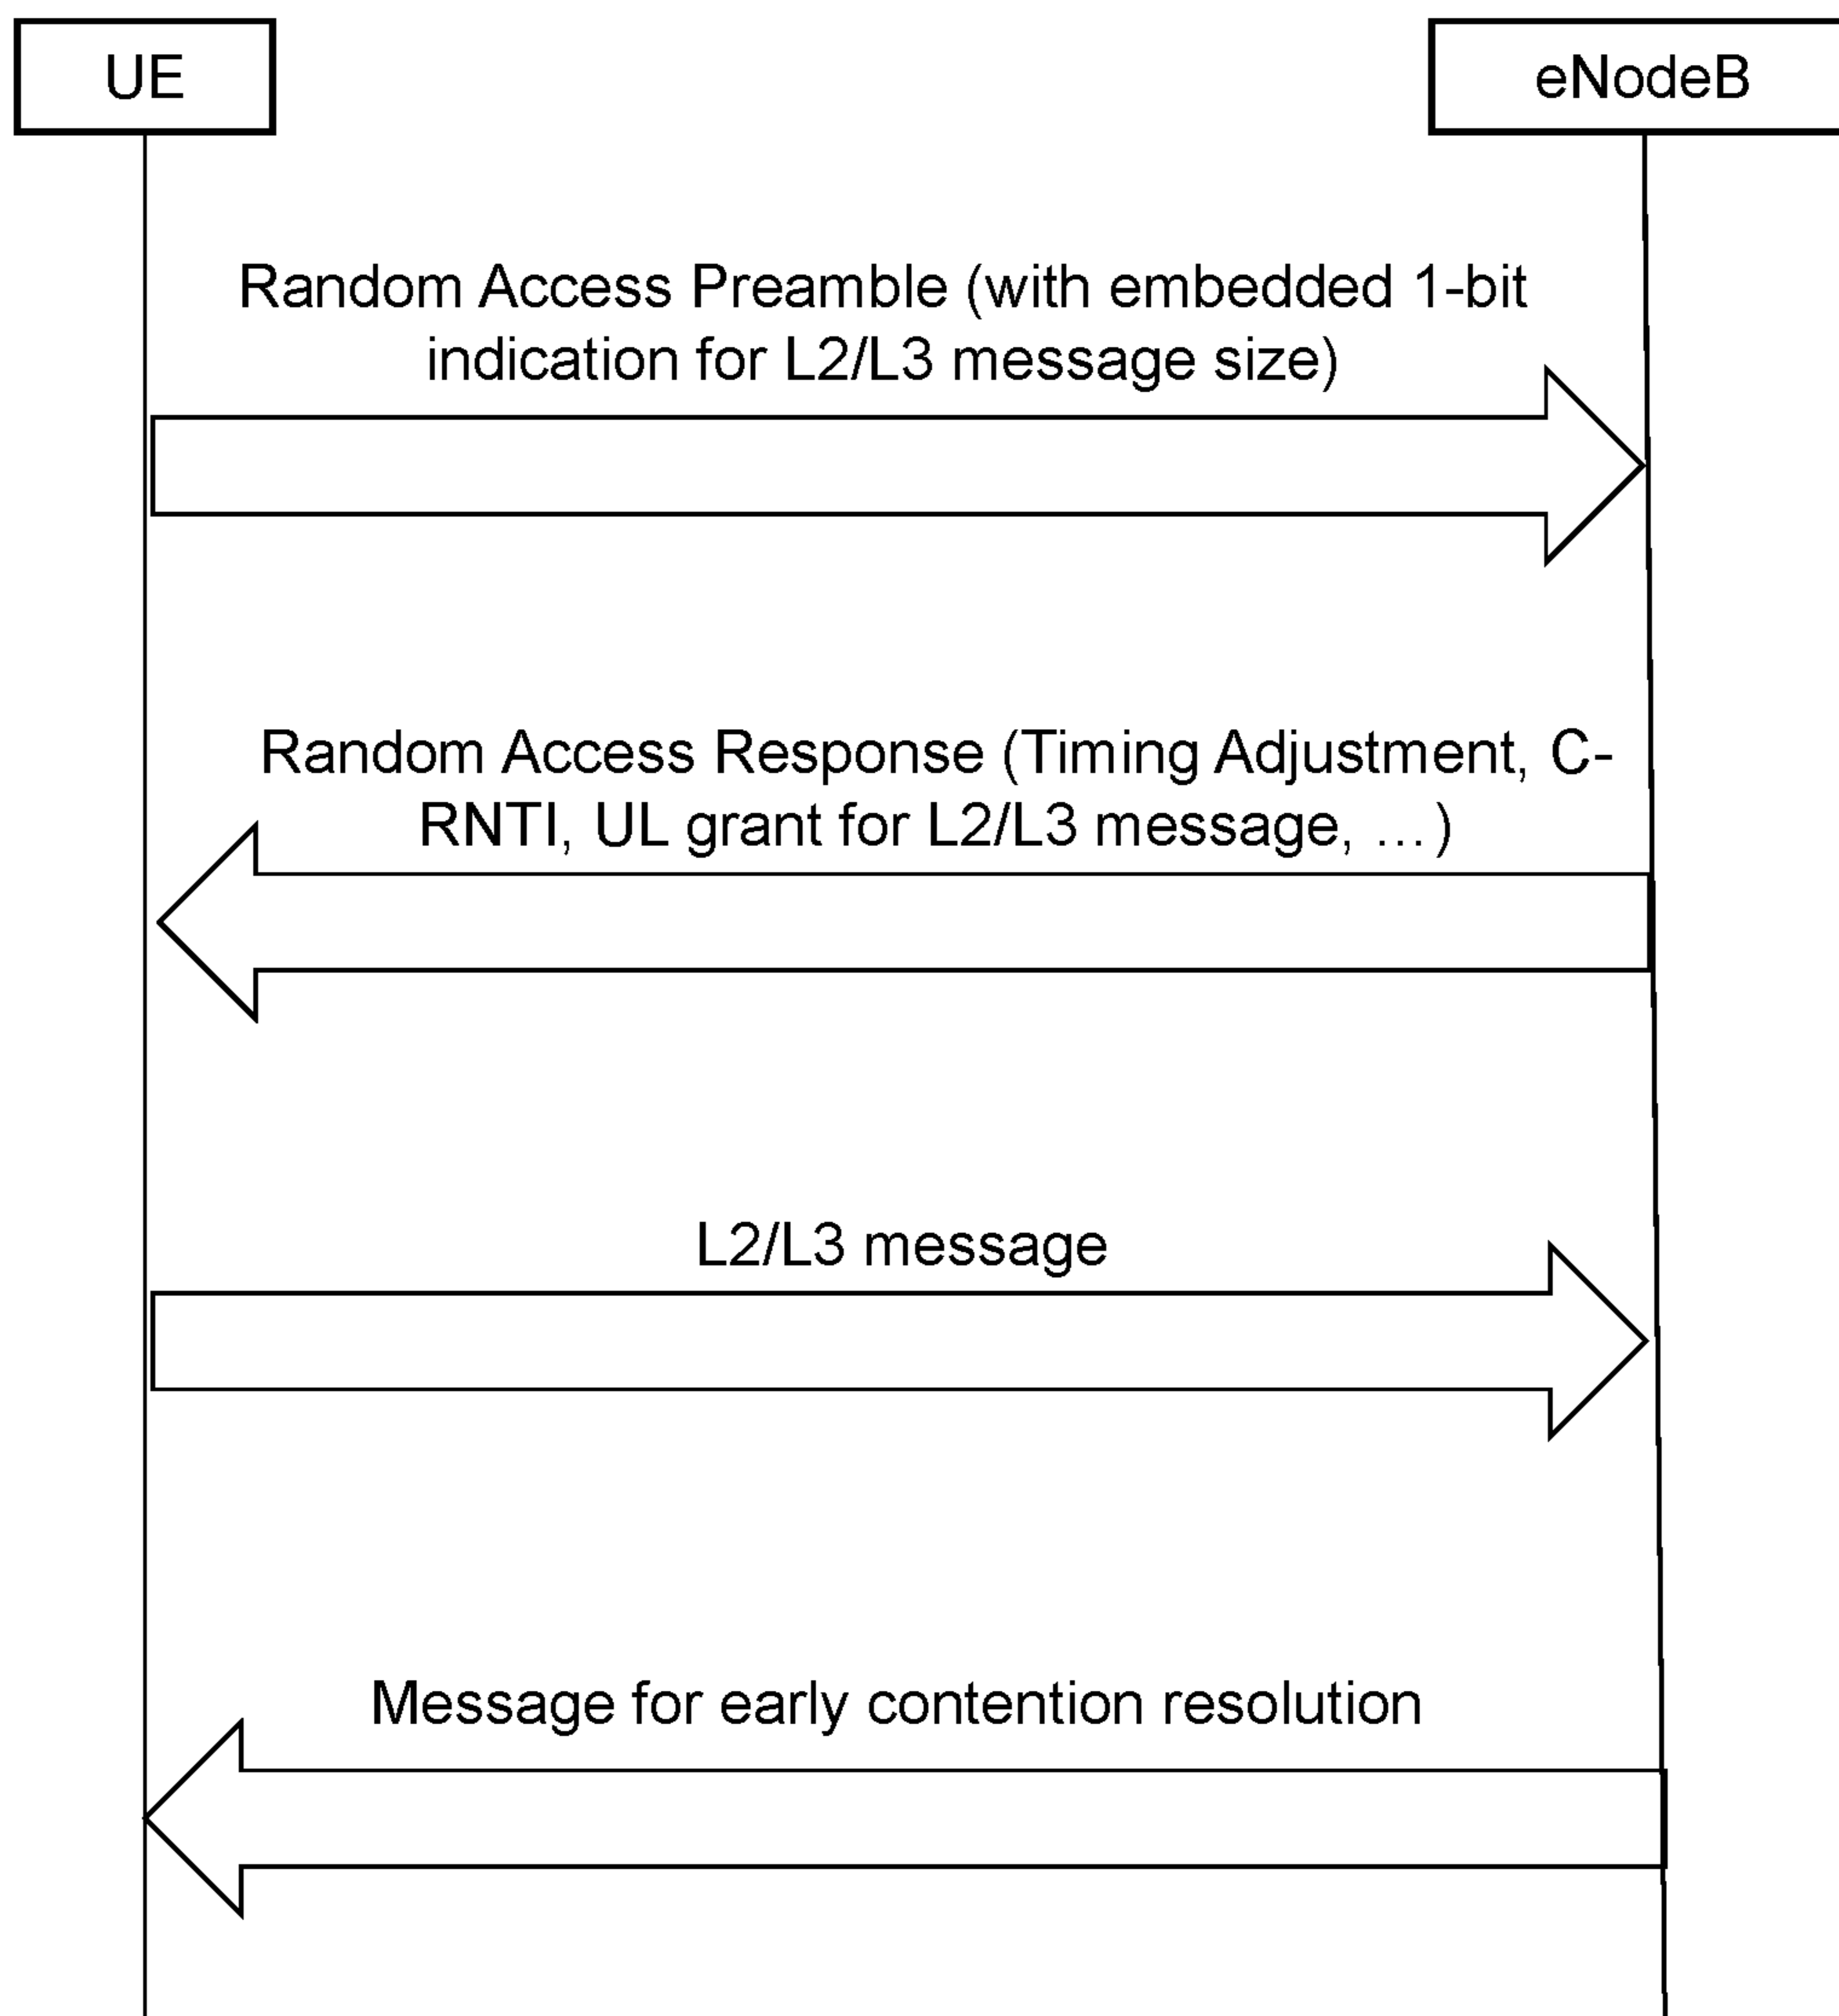 UE
eNodeB
Random Access Preamble (with embedded 1-bit
indication for L2/L3 message size)
Random Access Response (Timing Adjustment, C-
RNTI, UL grant for L2/L3 message, ...)
L2/L3 message
Message for early contention resolution